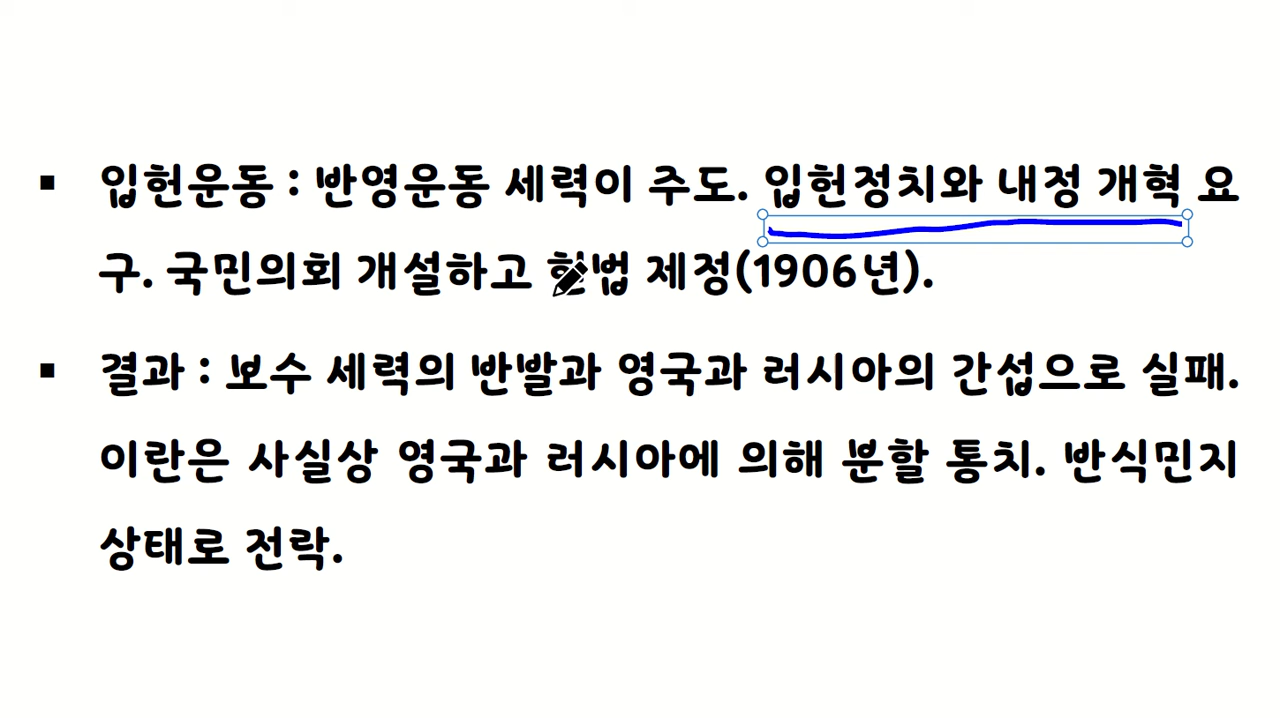 ▪ 입헌운동 : 반영운동 세력이 주도. 입헌정치와 내정 개혁 요
구. 국민의회 개설하고 헌법 제정(1906년).
▪ 결과 : 보수 세력의 반발과 영국과 러시아의 간섭으로 실패.
이란은 사실상 영국과 러시아에 의해 분할 통치. 반식민지
상태로 전락.